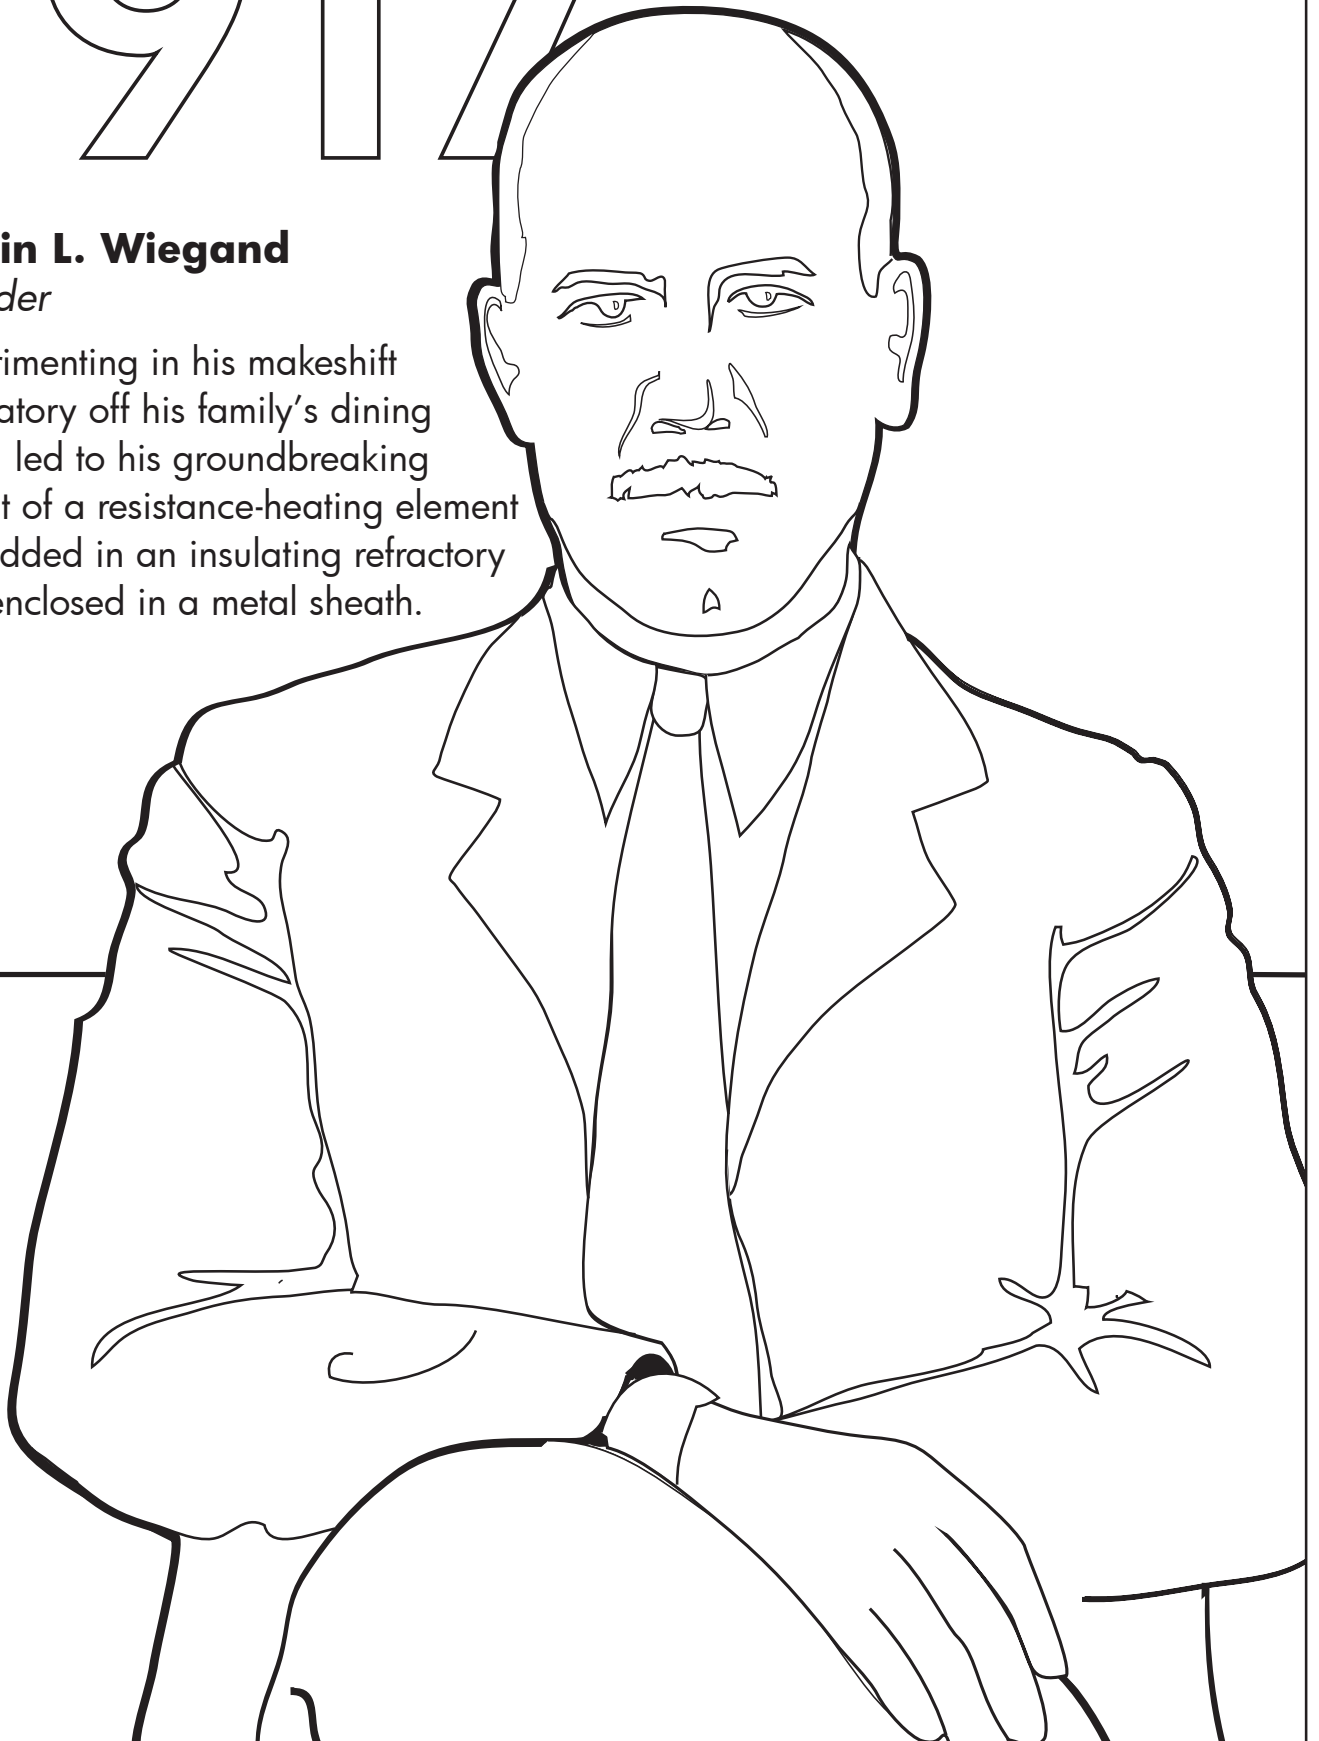 917
in L. Wiegand
der
rimenting in his makeshift
atory off his family's dining
led to his groundbreaking
t of a resistance-heating element
dded in an insulating refractory
enclosed in a metal sheath.